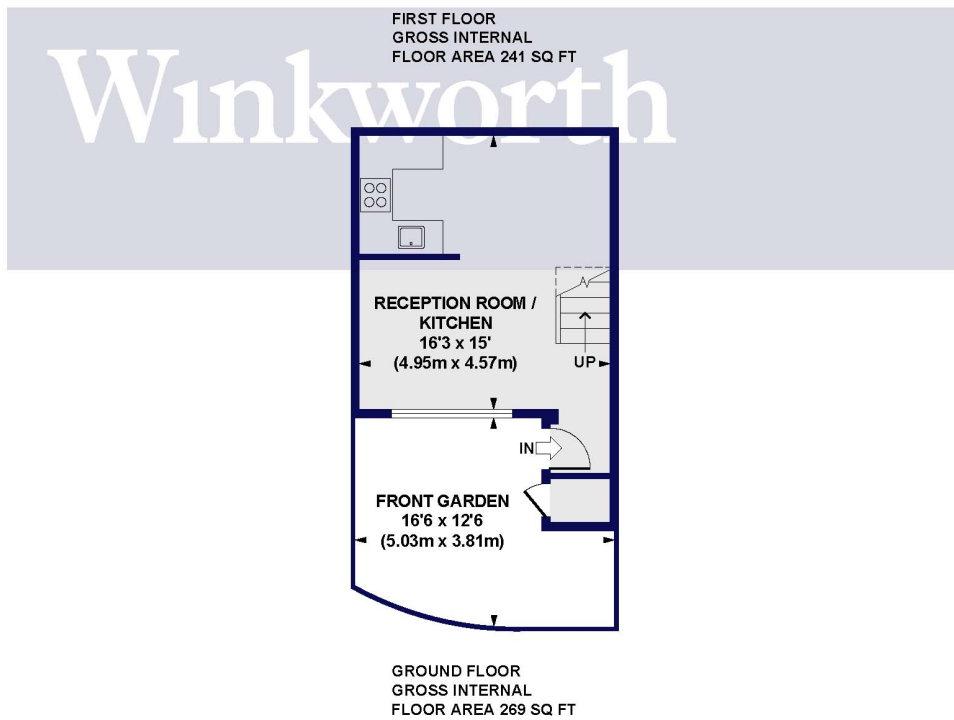 FIRST FLOOR
GROSS INTERNAL
FLOOR AREA 241 SQ FT
Winkworth
RECEPTION ROOM /
KITCHEN
16'3 x 15'
(4.95m x 4.57m)
UP
IN
FRONT GARDEN
16'6 x 12'6
(5.03m x 3.81m)
GROUND FLOOR
GROSS INTERNAL
FLOOR AREA 269 SQ FT